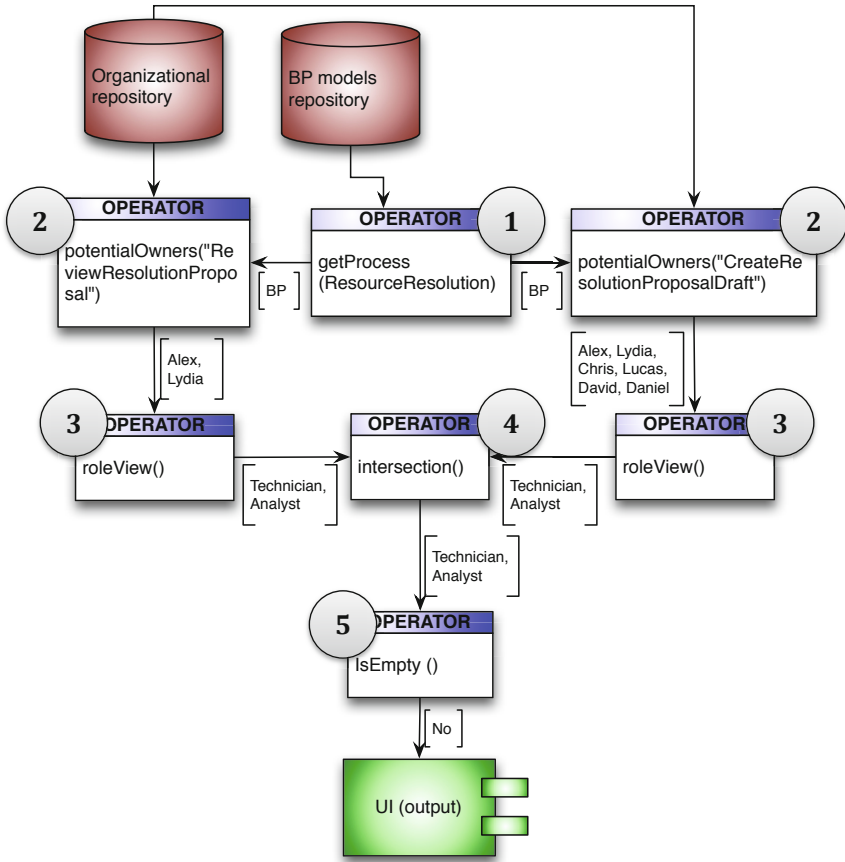 Organizational
repository
BP models
repository
2
OPERATOR
potentialOwners("Re
viewResolutionPropo
sal")
1
OPERATOR
getProcess
(ResourceResolution)
2
OPERATOR
potentialOwners("CreateRe
solutionProposalDraft")
BP
BP
Alex,
Lydia
Alex, Lydia,
Chris, Lucas,
David, Daniel
3
OPERATOR
roleView()
4
OPERATOR
intersection()
3
OPERATOR
roleView()
Technician,
Analyst
Technician,
Analyst
Technician,
Analyst
5
OPERATOR
IsEmpty ()
No
UI (output)